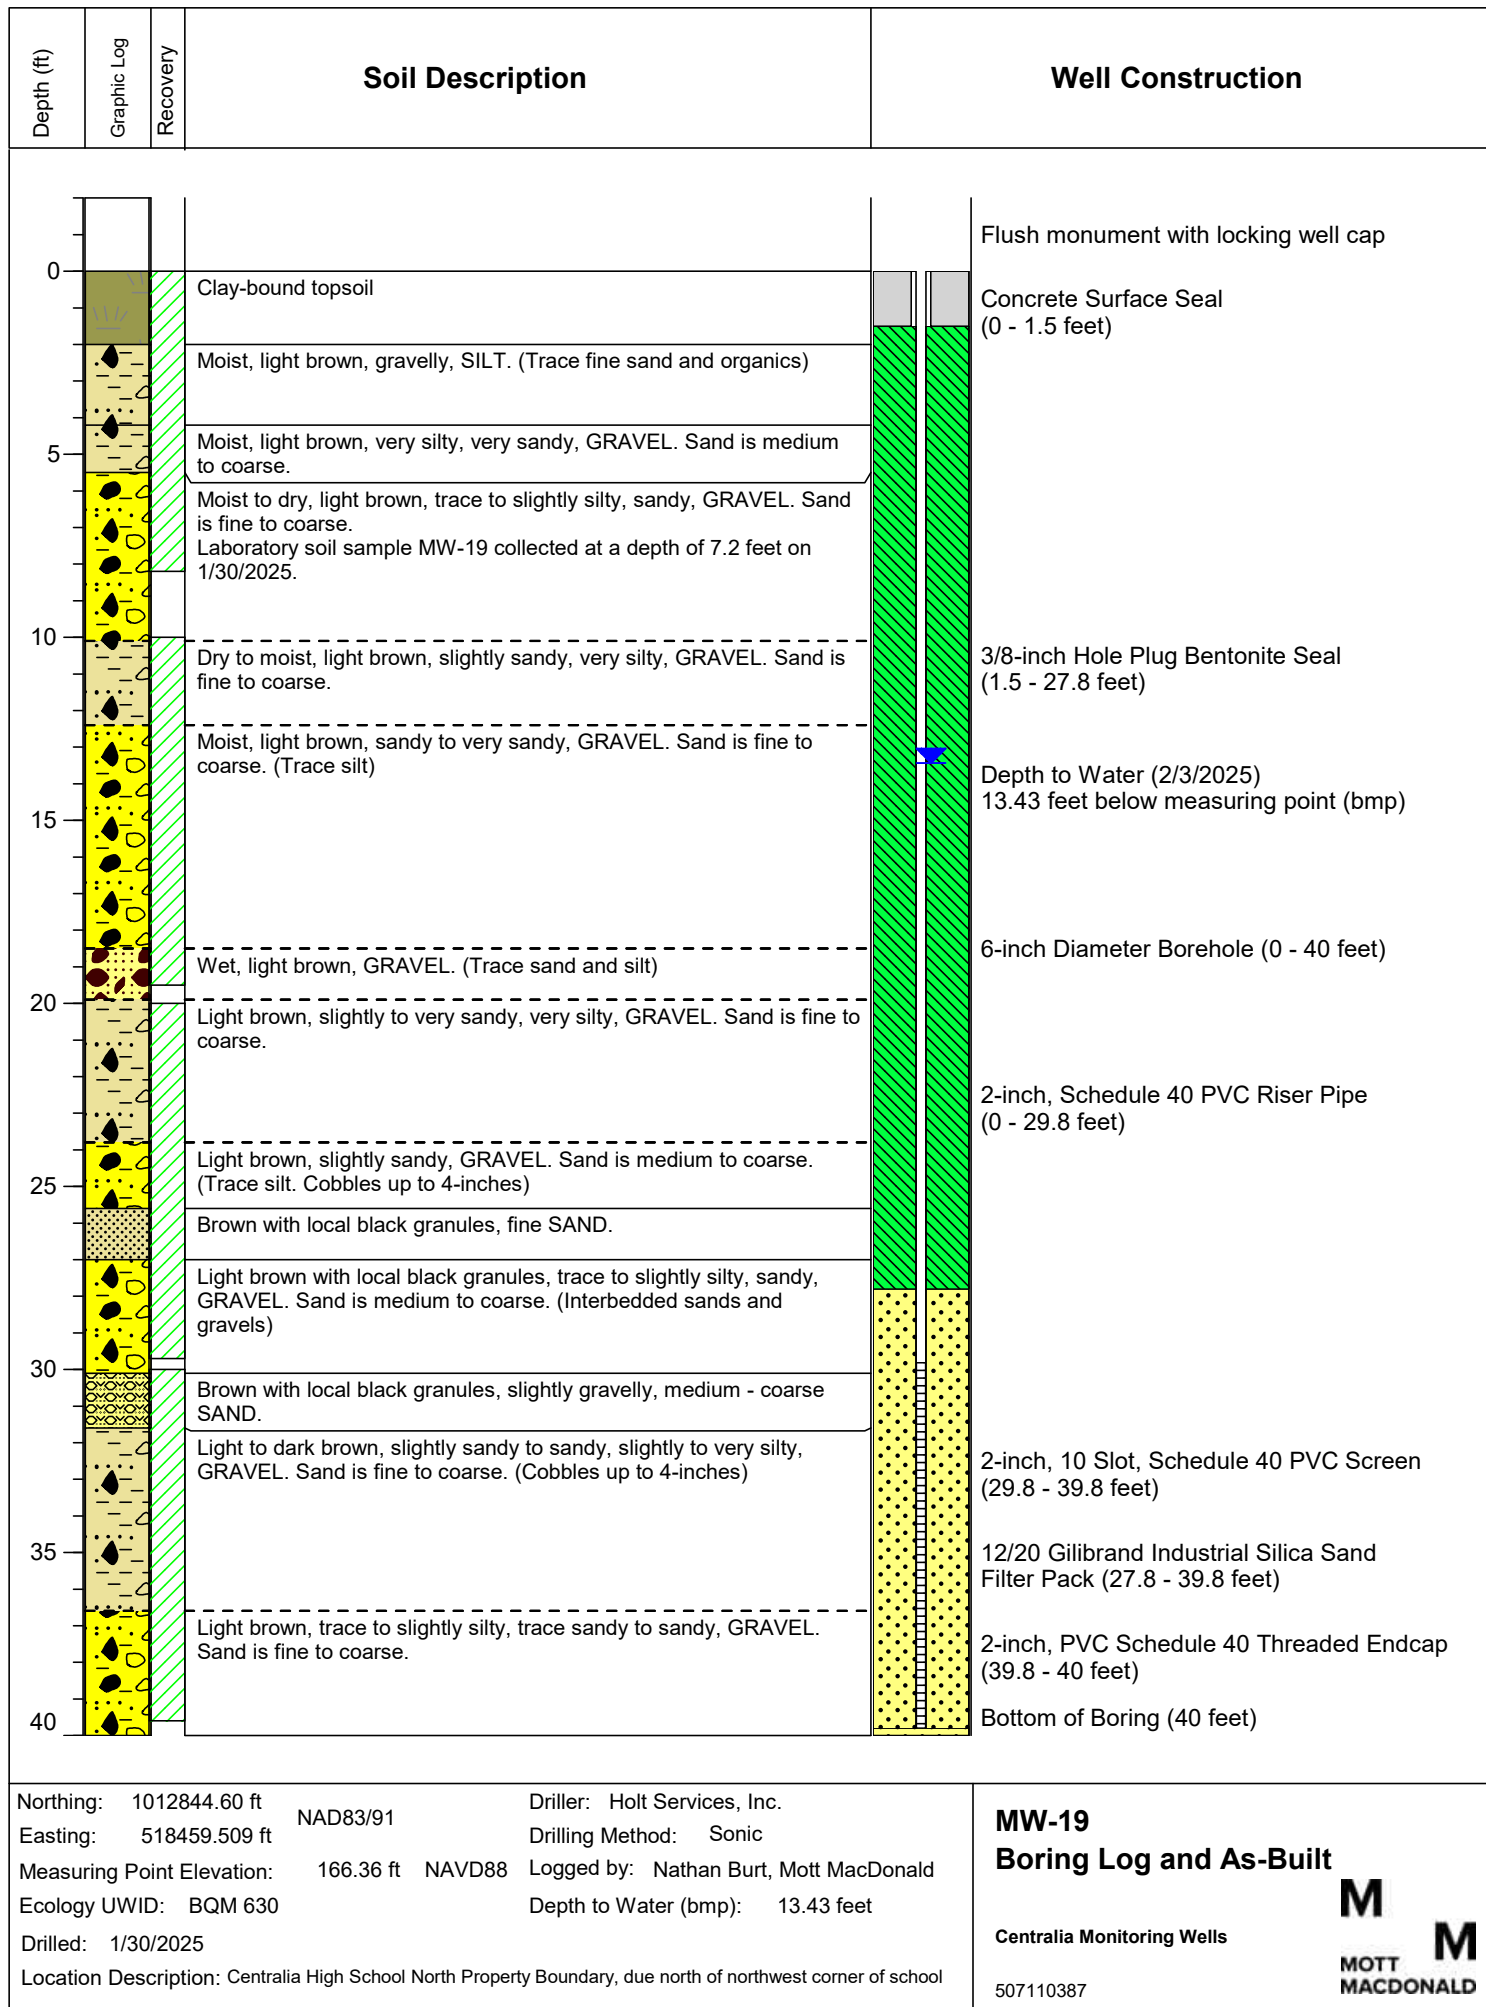 Depth (ft)
Graphic Log
Recovery
Soil Description
Well Construction
Flush monument with locking well cap
0
Clay-bound topsoil
Concrete Surface Seal
(0 - 1.5 feet)
Moist, light brown, gravelly, SILT. (Trace fine sand and organics)
Moist, light brown, very silty, very sandy, GRAVEL. Sand is medium
to coarse.
5
Moist to dry, light brown, trace to slightly silty, sandy, GRAVEL. Sand
is fine to coarse.
Laboratory soil sample MW-19 collected at a depth of 7.2 feet on
1/30/2025.
10
Dry to moist, light brown, slightly sandy, very silty, GRAVEL. Sand is
fine to coarse.
3/8-inch Hole Plug Bentonite Seal
(1.5 - 27.8 feet)
Moist, light brown, sandy to very sandy, GRAVEL. Sand is fine to
coarse. (Trace silt)
Depth to Water (2/3/2025)
13.43 feet below measuring point (bmp)
15
6-inch Diameter Borehole (0 - 40 feet)
Wet, light brown, GRAVEL. (Trace sand and silt)
20
Light brown, slightly to very sandy, very silty, GRAVEL. Sand is fine to
coarse.
2-inch, Schedule 40 PVC Riser Pipe
(0 - 29.8 feet)
Light brown, slightly sandy, GRAVEL. Sand is medium to coarse.
(Trace silt. Cobbles up to 4-inches)
25
Brown with local black granules, fine SAND.
Light brown with local black granules, trace to slightly silty, sandy,
GRAVEL. Sand is medium to coarse. (Interbedded sands and
gravels)
30
Brown with local black granules, slightly gravelly, medium - coarse
SAND.
Light to dark brown, slightly sandy to sandy, slightly to very silty,
GRAVEL. Sand is fine to coarse. (Cobbles up to 4-inches)
2-inch, 10 Slot, Schedule 40 PVC Screen
(29.8 - 39.8 feet)
35
12/20 Gilibrand Industrial Silica Sand
Filter Pack (27.8 - 39.8 feet)
Light brown, trace to slightly silty, trace sandy to sandy, GRAVEL.
Sand is fine to coarse.
2-inch, PVC Schedule 40 Threaded Endcap
(39.8 - 40 feet)
40
Bottom of Boring (40 feet)
Northing: 1012844.60 ft
NAD83/91
Easting: 518459.509 ft
Measuring Point Elevation: 166.36 ft NAVD88
Ecology UWID: BQM 630
Drilled: 1/30/2025
Location Description: Centralia High School North Property Boundary, due north of northwest corner of school
Driller: Holt Services, Inc.
Drilling Method: Sonic
Logged by: Nathan Burt, Mott MacDonald
Depth to Water (bmp): 13.43 feet
MW-19
Boring Log and As-Built
Centralia Monitoring Wells
507110387
M
M
MOTT
MACDONALD